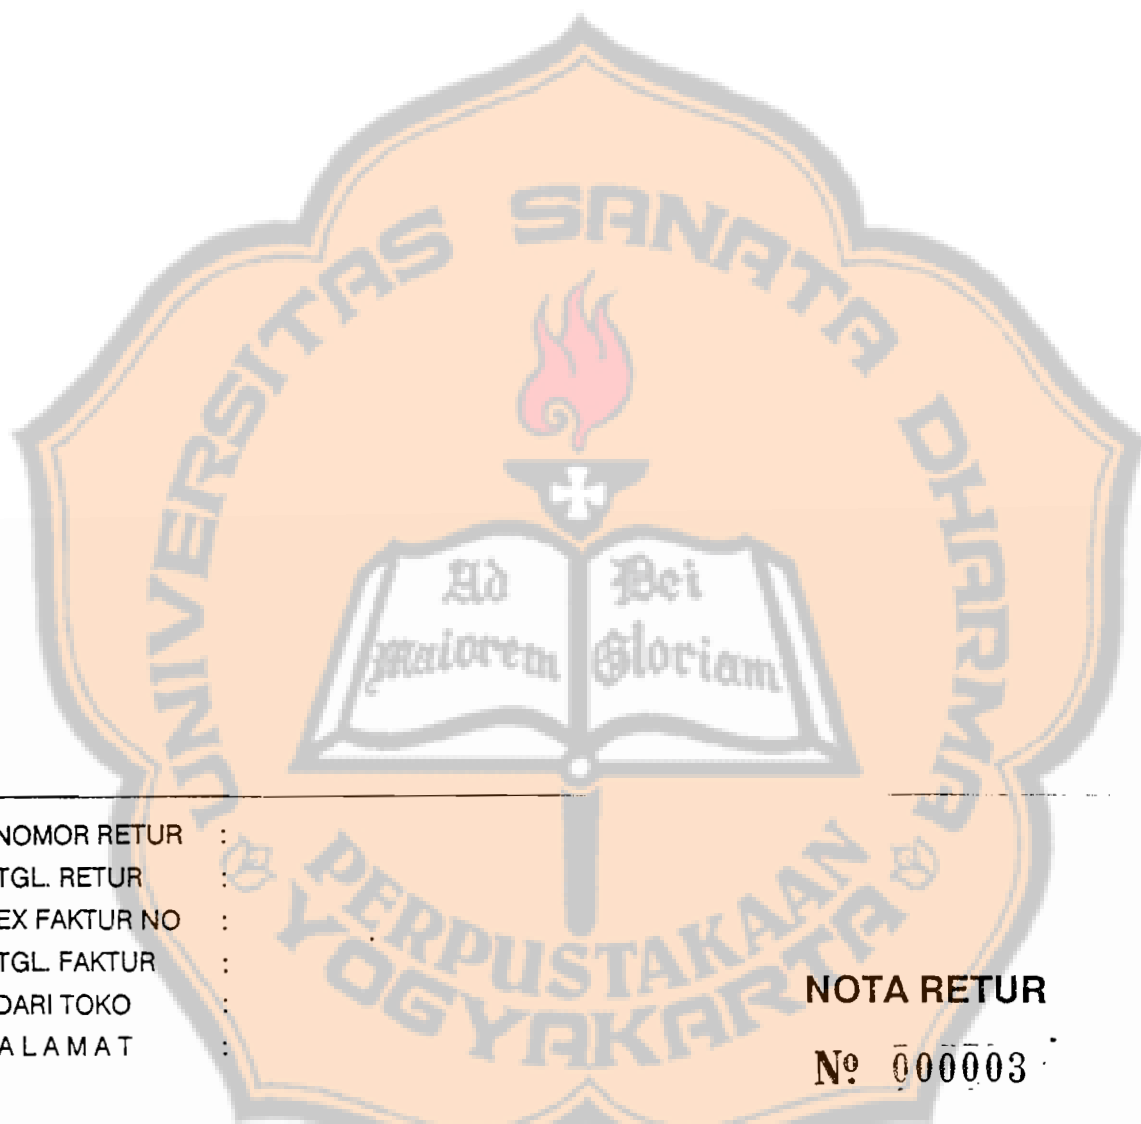 UNIVERSITAS SANATA DHARMA
Ad Dei
Maiorem Gloriam
PERPUSTAKAAN
YOGYAKARTA
NOMOR RETUR :
TGL. RETUR :
EX FAKTUR NO :
TGL. FAKTUR :
DARI TOKO :
ALAMAT :
NOTA RETUR
Nº 000003